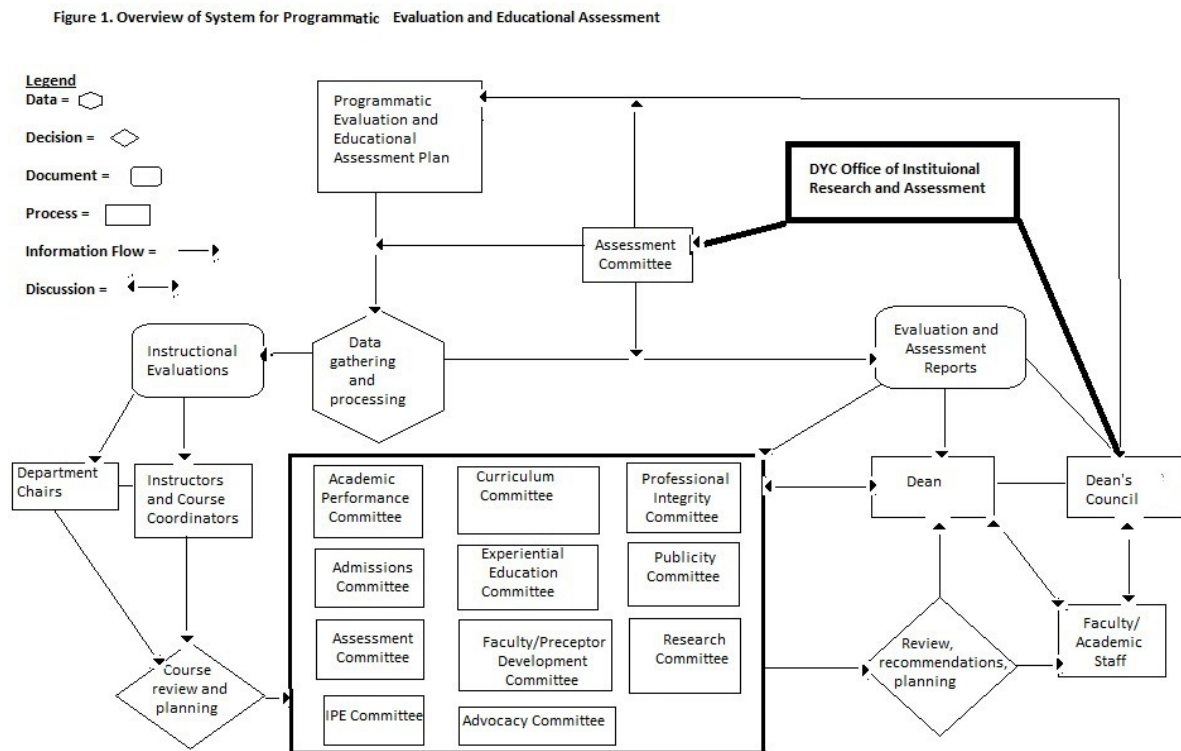 Figure 1. Overview of System for Programmatic Evaluation and Educational Assessment
Legend
Data =
Decision =
Document =
Process =
Information Flow =
Discussion =
Programmatic
Evaluation and
Educational
Assessment Plan
DYC Office of Instituional
Research and Assessment
Assessment
Committee
Instructional
Evaluations
Data
gathering
and
processing
Evaluation and
Assessment
Reports
Department
Chairs
Instructors
and Course
Coordinators
Academic
Performance
Committee
Curriculum
Committee
Professional
Integrity
Committee
Admissions
Committee
Experiential
Education
Committee
Publicity
Committee
Assessment
Committee
Faculty/Preceptor
Development
Committee
Research
Committee
IPE Committee
Advocacy Committee
Dean
Dean's
Council
Course
review and
planning
Review,
recommendations,
planning
Faculty/
Academic
Staff